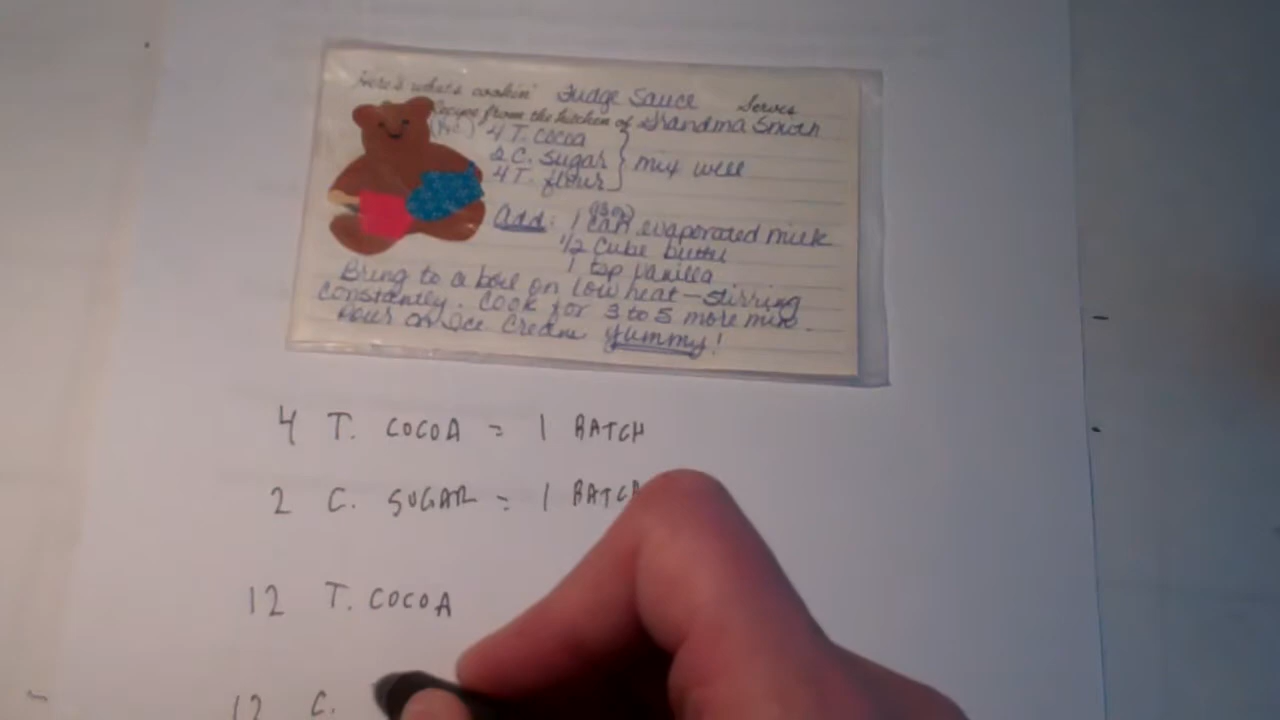 Here's what's cookin' Fudge Sauce Serves
Recipe from the kitchen of Grandma Smith
4 T. cocoa
2 C. sugar } mix well
4 T. flour
Add: 1 can evaporated milk
1/2 cube butter
1 tsp vanilla
Bring to a boil on low heat - stirring
constantly. Cook for 3 to 5 more min.
Pour on Ice Cream Yummy!
4 T. COCOA = 1 BATCH
2 C. SUGAR = 1 BATCH
12 T. COCOA
12 C.